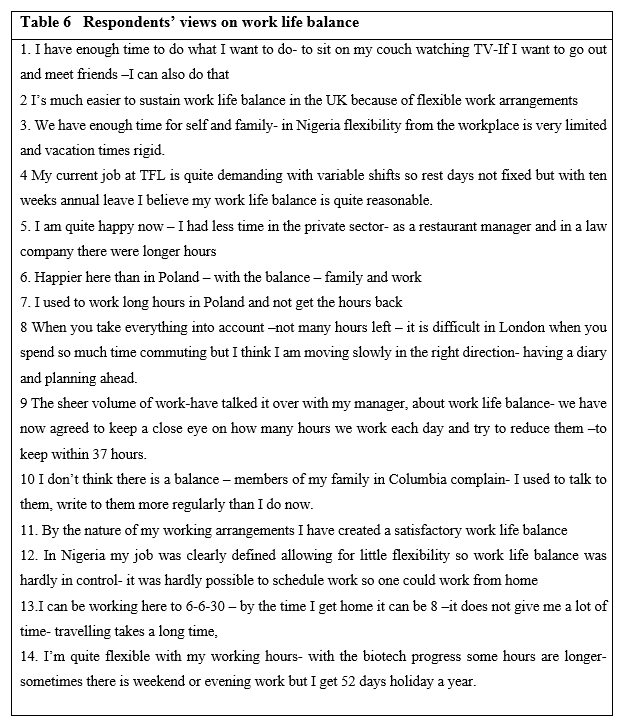 Table 6 Respondents' views on work life balance
1. I have enough time to do what I want to do- to sit on my couch watching TV-If I want to go out
and meet friends –I can also do that
2 I's much easier to sustain work life balance in the UK because of flexible work arrangements
3. We have enough time for self and family- in Nigeria flexibility from the workplace is very limited
and vacation times rigid.
4 My current job at TFL is quite demanding with variable shifts so rest days not fixed but with ten
weeks annual leave I believe my work life balance is quite reasonable.
5. I am quite happy now – I had less time in the private sector- as a restaurant manager and in a law
company there were longer hours
6. Happier here than in Poland – with the balance – family and work
7. I used to work long hours in Poland and not get the hours back
8 When you take everything into account –not many hours left – it is difficult in London when you
spend so much time commuting but I think I am moving slowly in the right direction- having a diary
and planning ahead.
9 The sheer volume of work-have talked it over with my manager, about work life balance- we have
now agreed to keep a close eye on how many hours we work each day and try to reduce them –to
keep within 37 hours.
10 I don't think there is a balance – members of my family in Columbia complain- I used to talk to
them, write to them more regularly than I do now.
11. By the nature of my working arrangements I have created a satisfactory work life balance
12. In Nigeria my job was clearly defined allowing for little flexibility so work life balance was
hardly in control- it was hardly possible to schedule work so one could work from home
13.I can be working here to 6-6-30 – by the time I get home it can be 8 –it does not give me a lot of
time- travelling takes a long time,
14. I'm quite flexible with my working hours- with the biotech progress some hours are longer-
sometimes there is weekend or evening work but I get 52 days holiday a year.